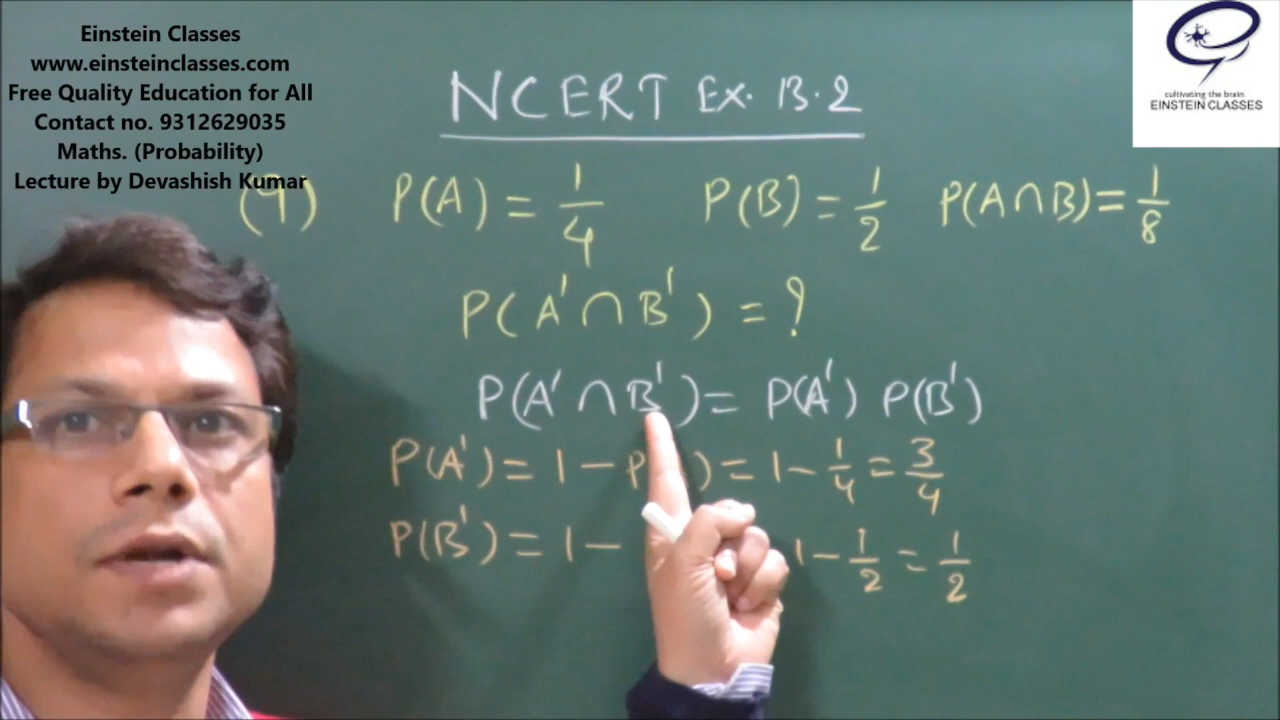 Einstein Classes
www.einsteinclasses.com
Free Quality Education for All
Contact no. 9312629035
Maths. (Probability)
Lecture by Devashish Kumar
cultivating the brain
EINSTEIN CLASSES
NCERT Ex. 13.2
(9) P(A) = 1/4 P(B) = 1/2 P(A∩B) = 1/8
P(A'∩B') = ?
P(A'∩B') = P(A') P(B')
P(A') = 1 - P( ) = 1 - 1/4 = 3/4
P(B') = 1 - 1 - 1/2 = 1/2